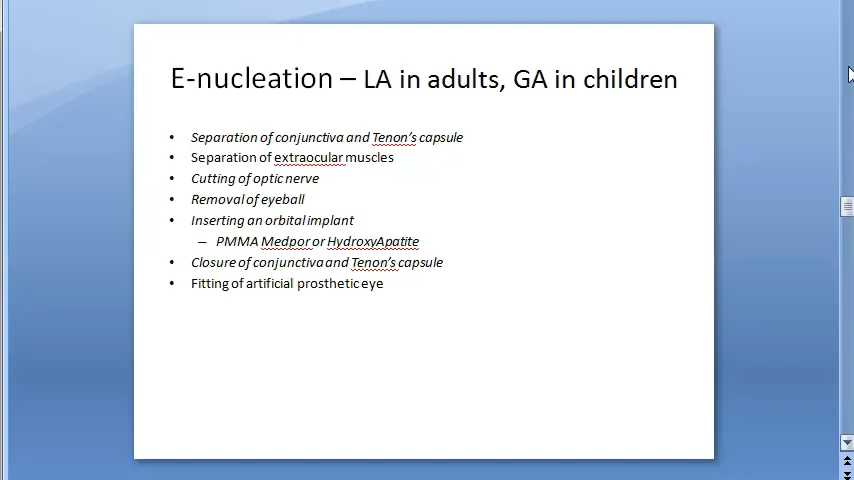 E-nucleation – LA in adults, GA in children
• Separation of conjunctiva and Tenon's capsule
• Separation of extraocular muscles
• Cutting of optic nerve
• Removal of eyeball
• Inserting an orbital implant
– PMMA Medpor or HydroxyApatite
• Closure of conjunctiva and Tenon's capsule
• Fitting of artificial prosthetic eye